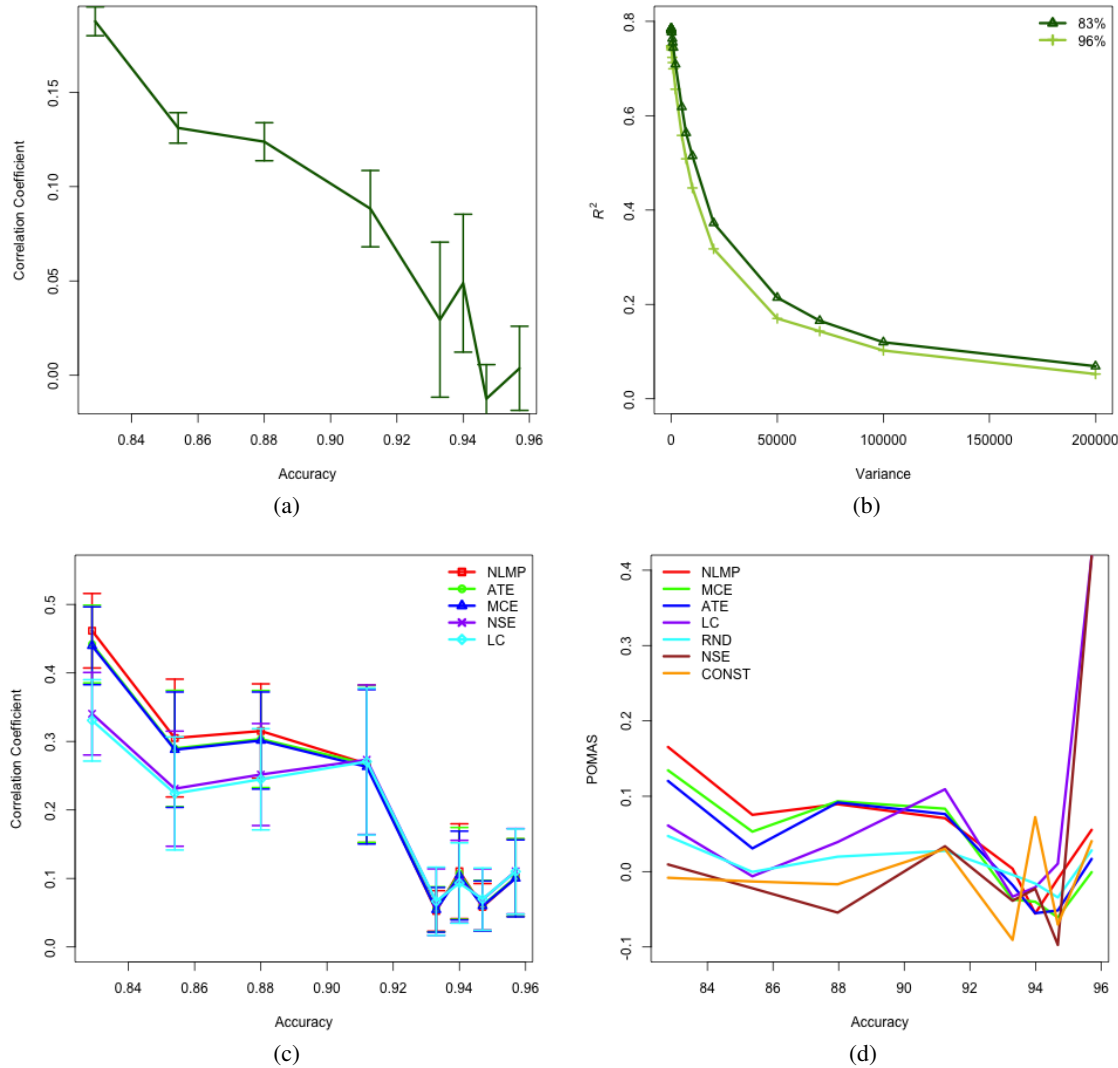 Correlation Coefficient
0.15
0.10
0.05
0.00
0.84 0.86 0.88 0.90 0.92 0.94 0.96
Accuracy
(a)
R²
0.8
0.6
0.4
0.2
0.0
83%
96%
0 50000 100000 150000 200000
Variance
(b)
Correlation Coefficient
0.5
0.4
0.3
0.2
0.1
0.0
NLMP
ATE
MCE
NSE
LC
0.84 0.86 0.88 0.90 0.92 0.94 0.96
Accuracy
(c)
POMAS
0.4
0.3
0.2
0.1
0.0
-0.1
NLMP
MCE
ATE
LC
RND
NSE
CONST
84 86 88 90 92 94 96
Accuracy
(d)